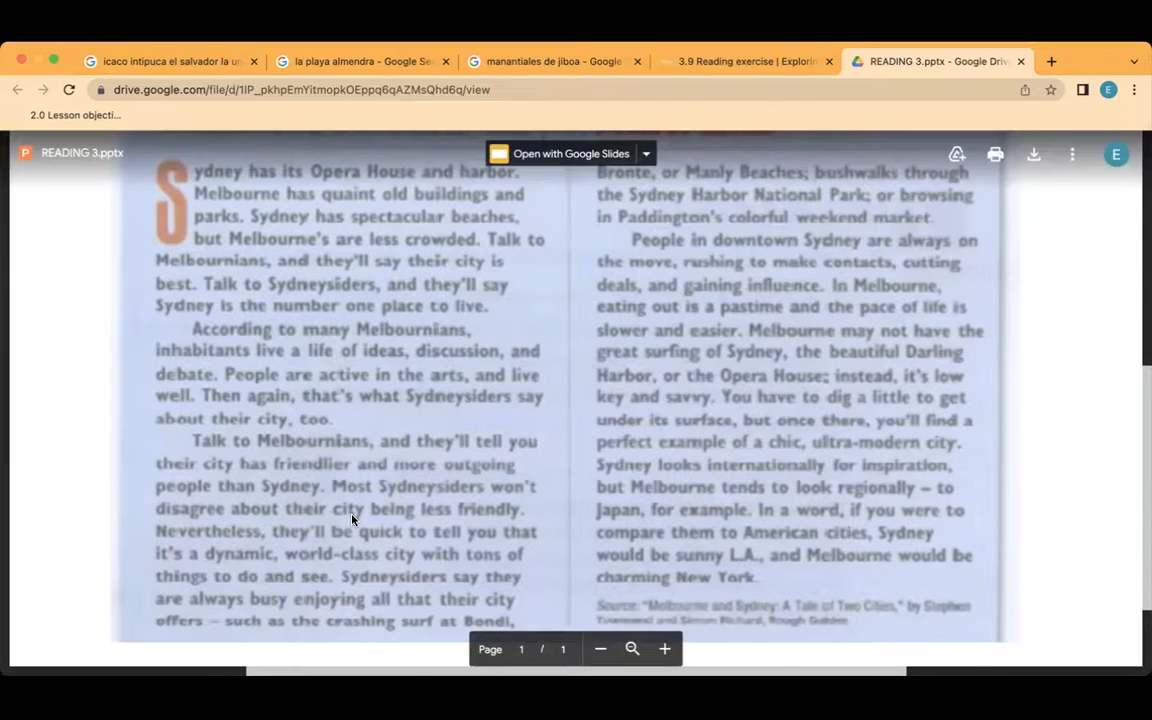 icaco intipuca el salvador la un
la playa almendra - Google Se
manantiales de jiboa - Google
3.9 Reading exercise | Explorin
READING 3.pptx - Google Driv
drive.google.com/file/d/1lP_pkhpEmYitmopkOEppq6qAZMsQhd6q/view
E
2.0 Lesson objecti...
P
READING 3.pptx
Open with Google Slides
E
Sydney has its Opera House and harbor.
Melbourne has quaint old buildings and
parks. Sydney has spectacular beaches,
but Melbourne's are less crowded. Talk to
Melbournians, and they'll say their city is
best. Talk to Sydneysiders, and they'll say
Sydney is the number one place to live.
According to many Melbournians,
inhabitants live a life of ideas, discussion, and
debate. People are active in the arts, and live
well. Then again, that's what Sydneysiders say
about their city, too.
Talk to Melbournians, and they'll tell you
their city has friendlier and more outgoing
people than Sydney. Most Sydneysiders won't
disagree about their city being less friendly.
Nevertheless, they'll be quick to tell you that
it's a dynamic, world-class city with tons of
things to do and see. Sydneysiders say they
are always busy enjoying all that their city
offers – such as the crashing surf at Bondi,
Bronte, or Manly Beaches; bushwalks through
the Sydney Harbor National Park; or browsing
in Paddington's colorful weekend market.
People in downtown Sydney are always on
the move, rushing to make contacts, cutting
deals, and gaining influence. In Melbourne,
eating out is a pastime and the pace of life is
slower and easier. Melbourne may not have the
great surfing of Sydney, the beautiful Darling
Harbor, or the Opera House; instead, it's low
key and savvy. You have to dig a little to get
under its surface, but once there, you'll find a
perfect example of a chic, ultra-modern city.
Sydney looks internationally for inspiration,
but Melbourne tends to look regionally – to
Japan, for example. In a word, if you were to
compare them to American cities, Sydney
would be sunny L.A., and Melbourne would be
charming New York.
Source: "Melbourne and Sydney: A Tale of Two Cities," by Stephen
Townsend and Simon Richard, Rough Guides
Page 1 / 1